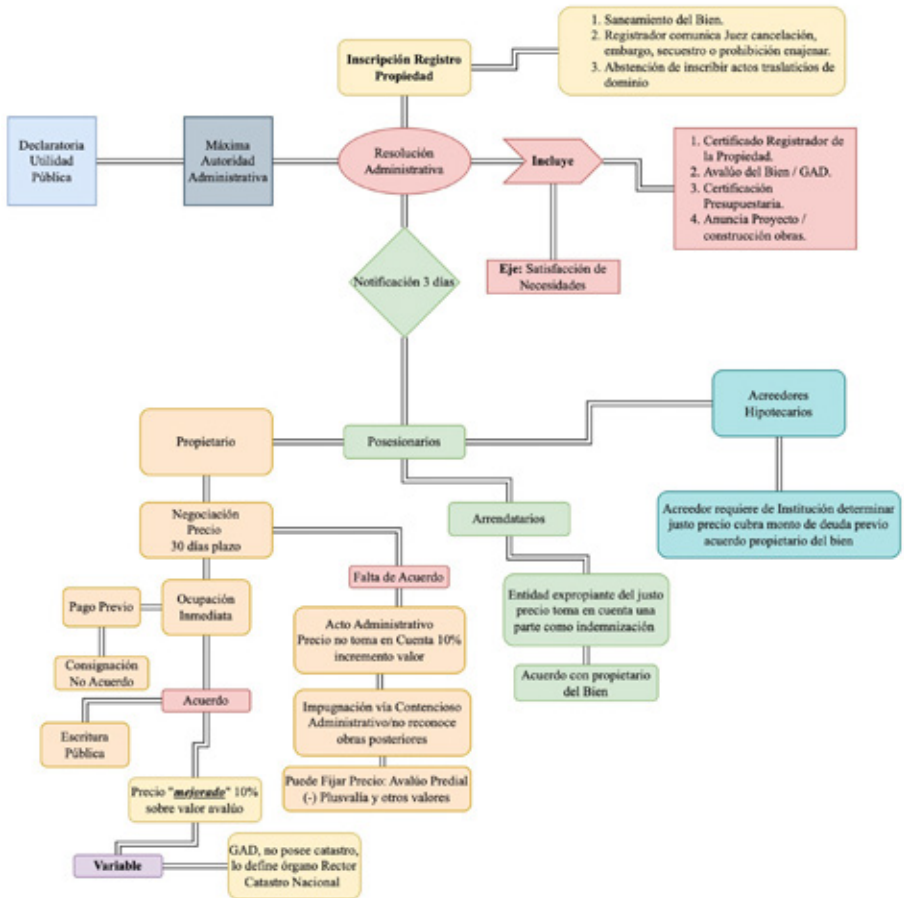 Inscripción Registro
Propiedad
1. Saneamiento del Bien.
2. Registrador comunica Juez cancelación,
embargo, secuestro o prohibición enajenar.
3. Abstención de inscribir actos traslaticios de
dominio
Declaratoria
Utilidad
Pública
Máxima
Autoridad
Administrativa
Resolución
Administrativa
Incluye
1. Certificado Registrador de
la Propiedad.
2. Avalúo del Bien / GAD.
3. Certificación
Presupuestaria.
4. Anuncia Proyecto /
construcción obras.
Eje: Satisfacción de
Necesidades
Notificación 3 días
Propietario
Posesionarios
Acreedores
Hipotecarios
Acreedor requiere de Institución determinar
justo precio cubra monto de deuda previo
acuerdo propietario del bien
Arrendatarios
Entidad expropiante del justo
precio toma en cuenta una
parte como indemnización
Acuerdo con propietario
del Bien
Negociación
Precio
30 días plazo
Falta de Acuerdo
Acto Administrativo
Precio no toma en Cuenta 10%
incremento valor
Impugnación vía Contencioso
Administrativo/no reconoce
obras posteriores
Puede Fijar Precio: Avalúo Predial
(-) Plusvalía y otros valores
Pago Previo
Ocupación
Inmediata
Consignación
No Acuerdo
Acuerdo
Escritura
Pública
Precio "mejorado" 10%
sobre valor avalúo
Variable
GAD, no posee catastro,
lo define órgano Rector
Catastro Nacional